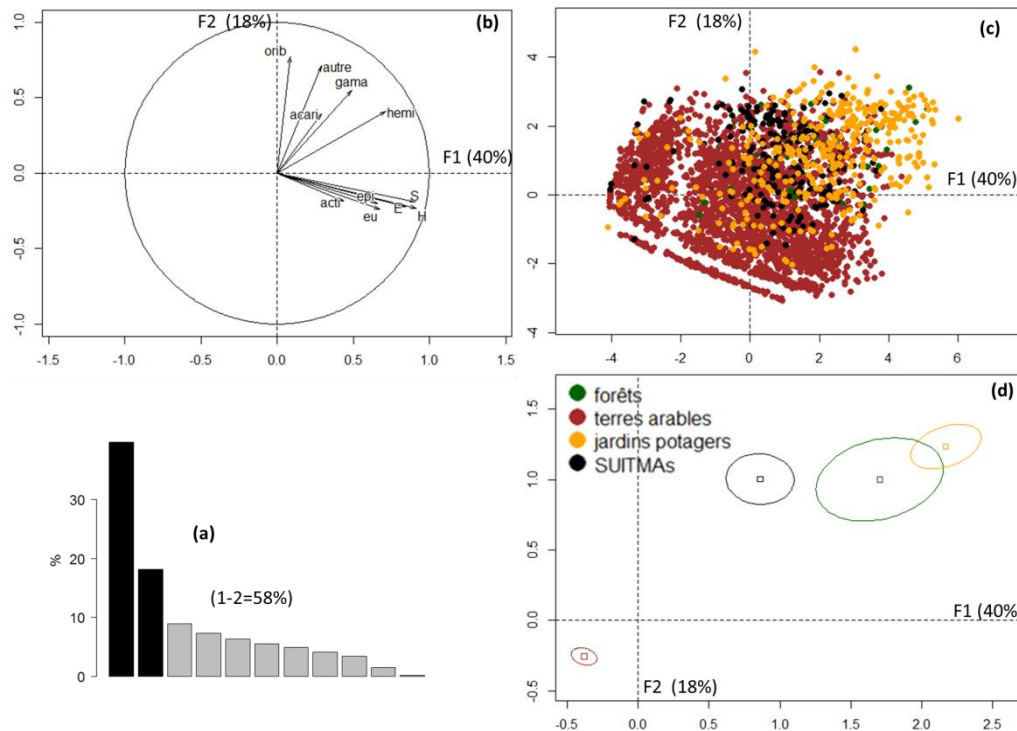 F2 (18%)
(b)
1.0
0.5
0.0
-0.5
-1.0
orib
autre
gama
acari
hemi
F1 (40%)
acti
epi
eu
E
S
H
-1.5
-1.0
-0.5
0.0
0.5
1.0
1.5
F2 (18%)
(c)
4
2
0
-2
-4
F1 (40%)
-4
-2
0
2
4
6
(a)
%
30
20
10
0
(1-2=58%)
(d)
forêts
terres arables
jardins potagers
SUITMAs
1.5
1.0
0.5
0.0
-0.5
F1 (40%)
F2 (18%)
-0.5
0
0.5
1.0
1.5
2.0
2.5